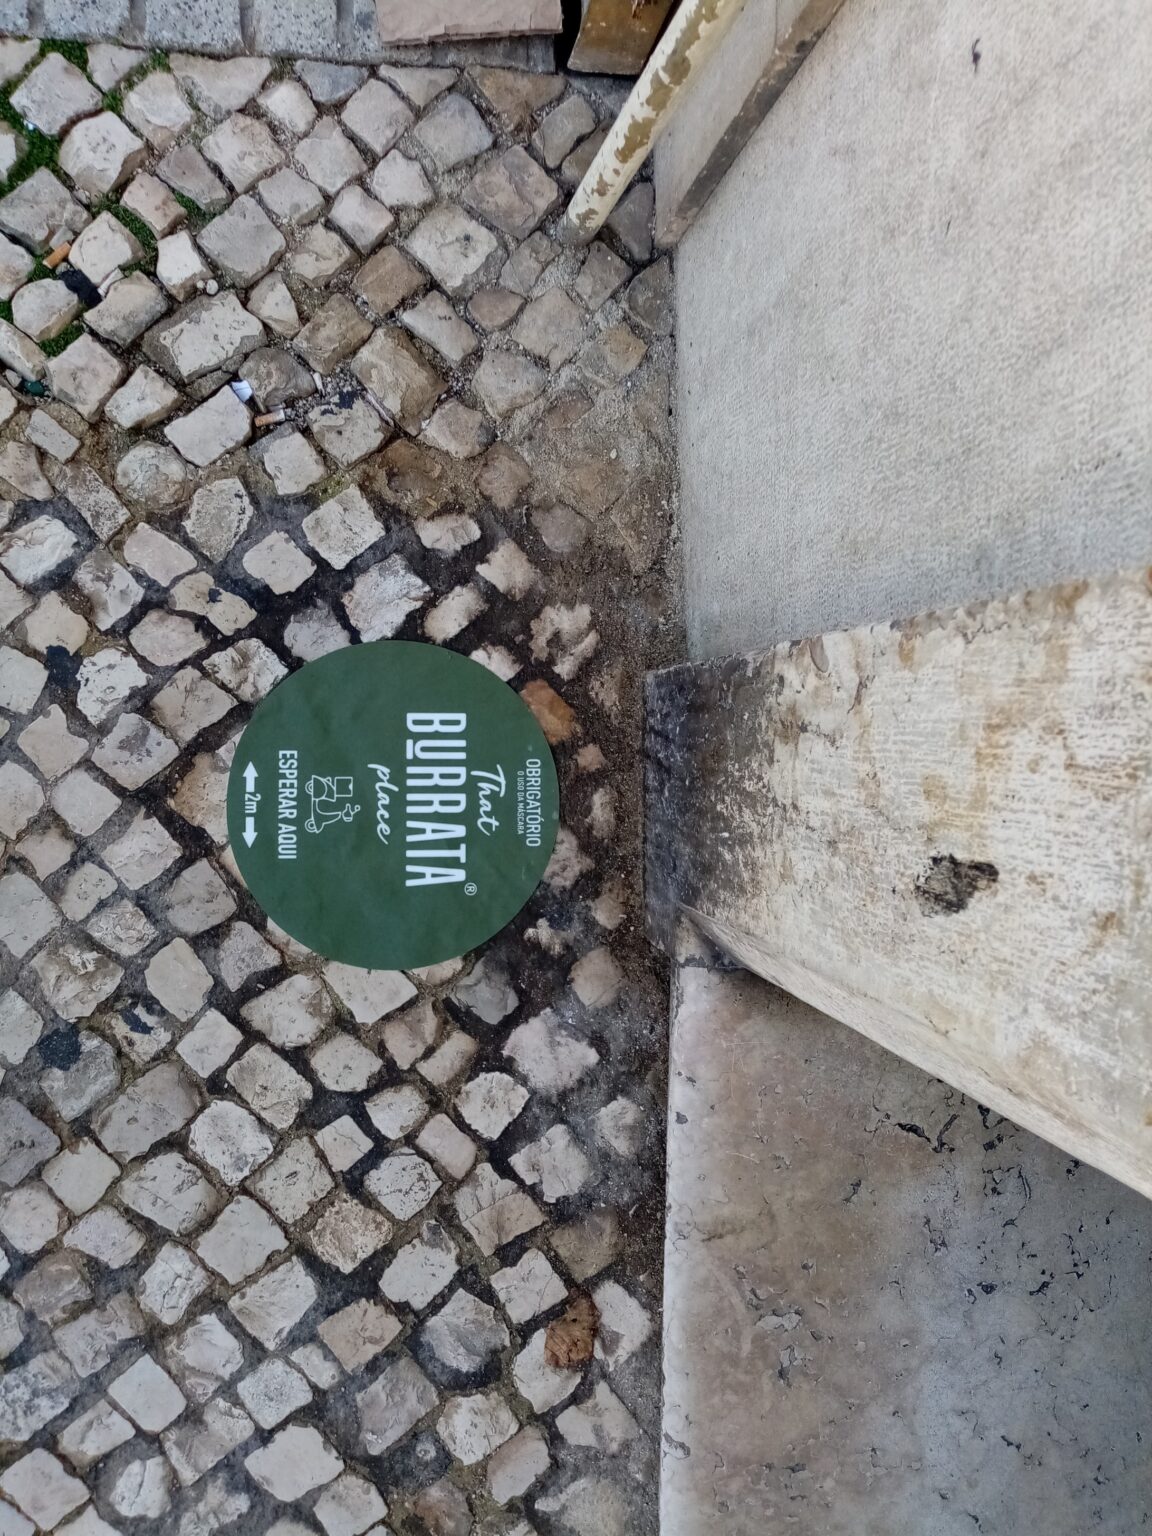 OBRIGATÓRIO
O USO DA MÁSCARA
That
BURRATA®
place
ESPERAR AQUI
2m